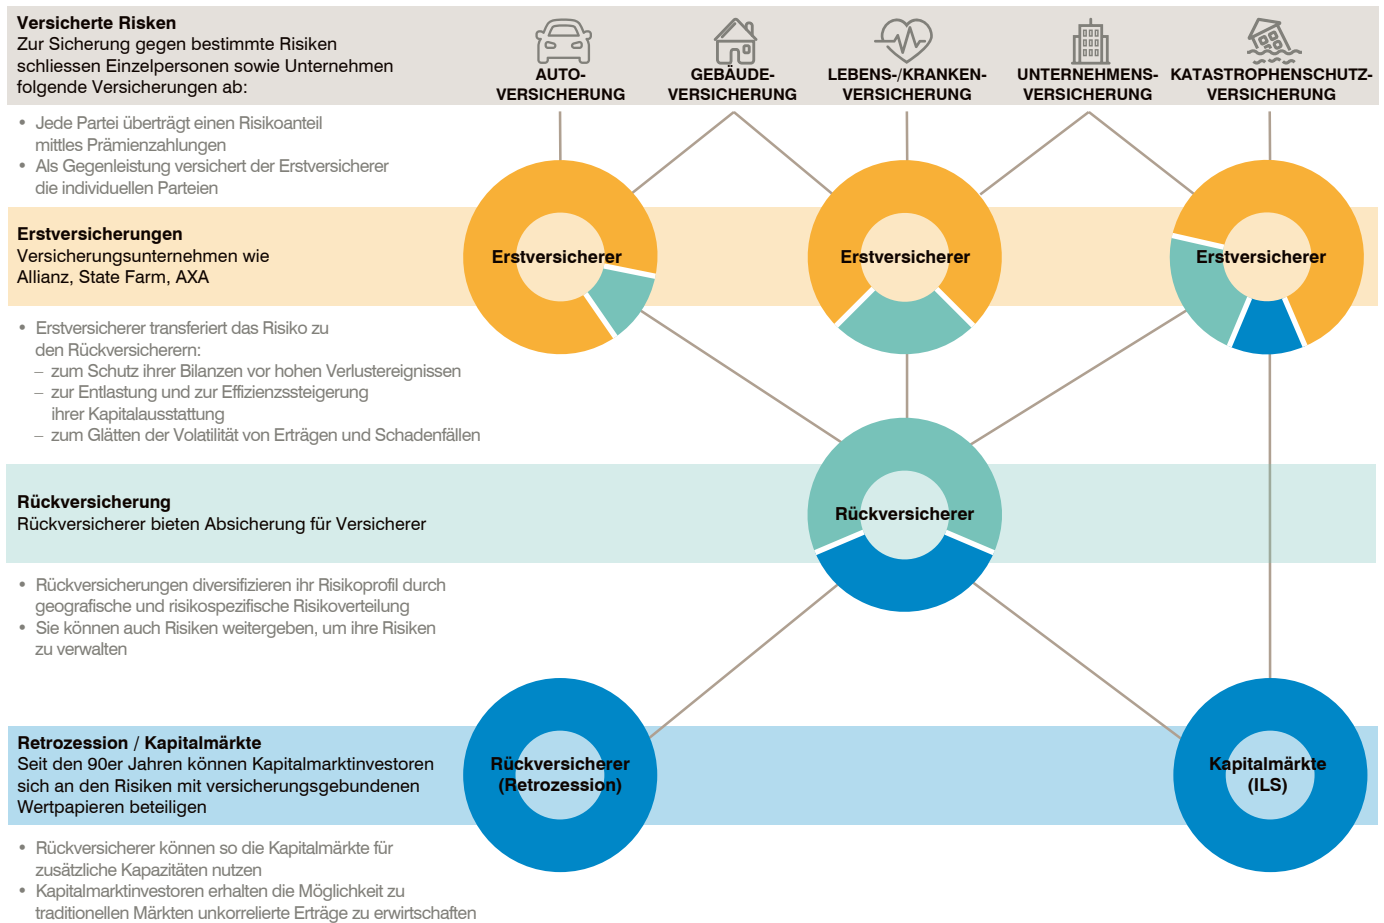 Versicherte Risken
Zur Sicherung gegen bestimmte Risiken
schliessen Einzelpersonen sowie Unternehmen
folgende Versicherungen ab:
AUTO-
VERSICHERUNG
GEBÄUDE-
VERSICHERUNG
LEBENS-/KRANKEN-
VERSICHERUNG
UNTERNEHMENS-
VERSICHERUNG
KATASTROPHENSCHUTZ-
VERSICHERUNG
• Jede Partei überträgt einen Risikoanteil
mittles Prämienzahlungen
• Als Gegenleistung versichert der Erstversicherer
die individuellen Parteien
Erstversicherungen
Versicherungsunternehmen wie
Allianz, State Farm, AXA
Erstversicherer
Erstversicherer
Erstversicherer
• Erstversicherer transferiert das Risiko zu
den Rückversicherern:
– zum Schutz ihrer Bilanzen vor hohen Verlustereignissen
– zur Entlastung und zur Effizienzssteigerung
ihrer Kapitalausstattung
– zum Glätten der Volatilität von Erträgen und Schadenfällen
Rückversicherung
Rückversicherer bieten Absicherung für Versicherer
Rückversicherer
• Rückversicherungen diversifizieren ihr Risikoprofil durch
geografische und risikospezifische Risikoverteilung
• Sie können auch Risiken weitergeben, um ihre Risiken
zu verwalten
Retrozession / Kapitalmärkte
Seit den 90er Jahren können Kapitalmarktinvestoren
sich an den Risiken mit versicherungsgebundenen
Wertpapieren beteiligen
Rückversicherer
(Retrozession)
Kapitalmärkte
(ILS)
• Rückversicherer können so die Kapitalmärkte für
zusätzliche Kapazitäten nutzen
• Kapitalmarktinvestoren erhalten die Möglichkeit zu
traditionellen Märkten unkorrelierte Erträge zu erwirtschaften